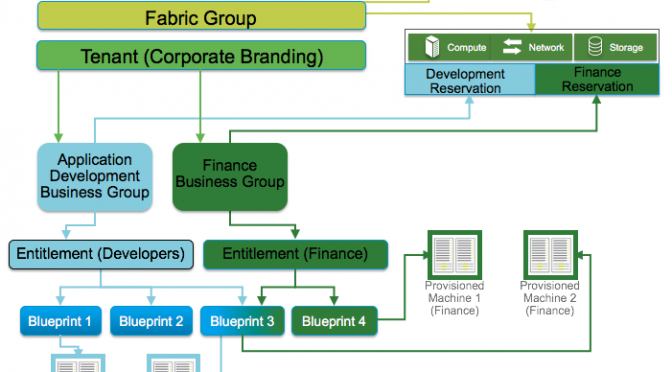 Fabric Group
Tenant (Corporate Branding)
Compute
Network
Storage
Development
Reservation
Finance
Reservation
Application
Development
Business Group
Finance
Business Group
Entitlement (Developers)
Entitlement (Finance)
Provisioned
Machine 1
(Finance)
Provisioned
Machine 2
(Finance)
Blueprint 1
Blueprint 2
Blueprint 3
Blueprint 4